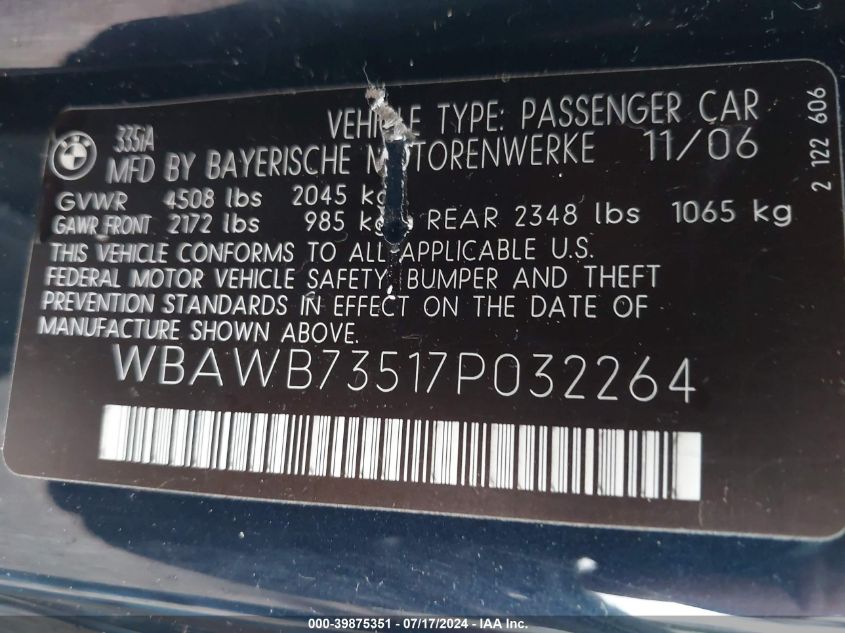 BMW
335iA
VEHICLE TYPE: PASSENGER CAR
MFD BY BAYERISCHE MOTORENWERKE 11/06
GVWR 4508 lbs 2045 kg
GAWR FRONT 2172 lbs 985 kg REAR 2348 lbs 1065 kg
THIS VEHICLE CONFORMS TO ALL APPLICABLE U.S.
FEDERAL MOTOR VEHICLE SAFETY, BUMPER AND THEFT
PREVENTION STANDARDS IN EFFECT ON THE DATE OF
MANUFACTURE SHOWN ABOVE.
WBAWB73517P032264
2 122 606
000-39875351 - 07/17/2024 - IAA Inc.